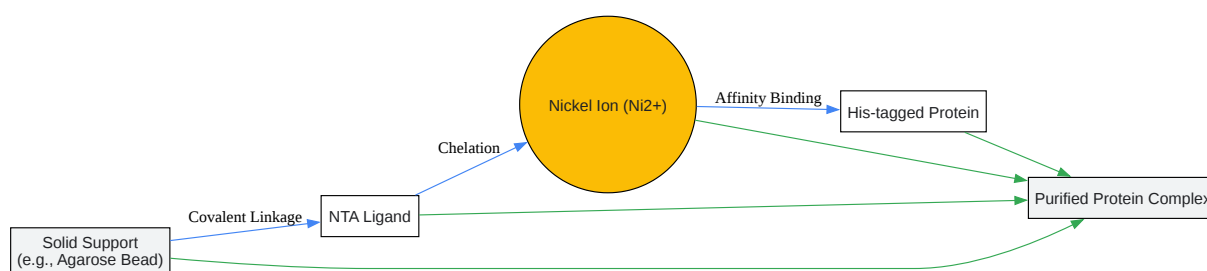 Nickel Ion (Ni2+)
Affinity Binding
His-tagged Protein
Chelation
Purified Protein Complex
Covalent Linkage
NTA Ligand
Solid Support
(e.g., Agarose Bead)